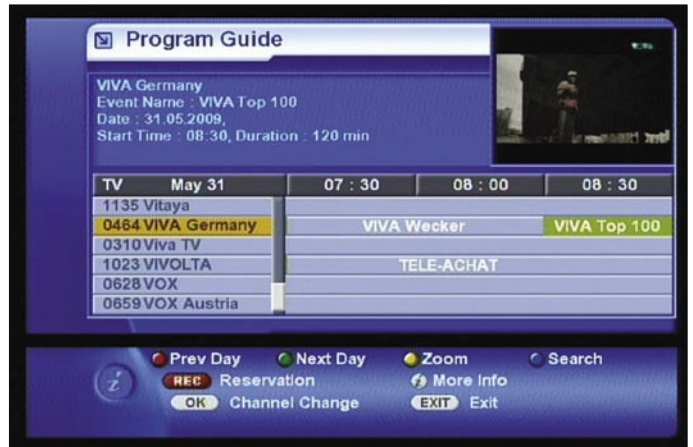 Program Guide
VIVA Germany
Event Name : VIVA Top 100
Date : 31.05.2009,
Start Time : 08:30, Duration : 120 min
TV May 31 07 : 30 08 : 00 08 : 30
1135 Vitaya
0464 VIVA Germany VIVA Wecker VIVA Top 100
0310 Viva TV
1023 VIVOLTA TELE-ACHAT
0628 VOX
0659 VOX Austria
Prev Day Next Day Zoom Search
REC Reservation More Info
OK Channel Change EXIT Exit